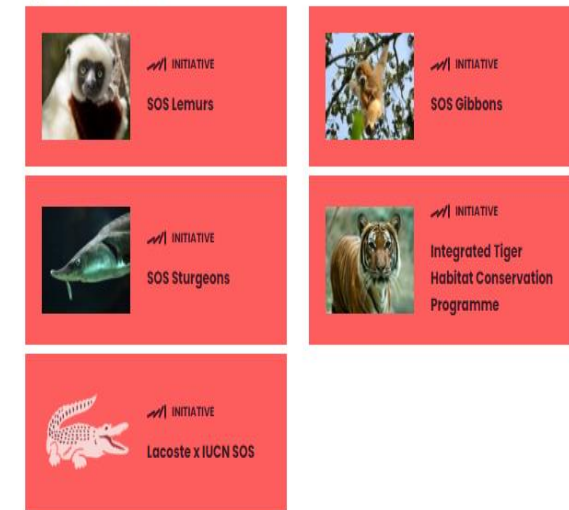 INITIATIVE
SOS Lemurs
INITIATIVE
SOS Gibbons
INITIATIVE
SOS Sturgeons
INITIATIVE
Integrated Tiger
Habitat Conservation
Programme
INITIATIVE
Lacoste x IUCN SOS